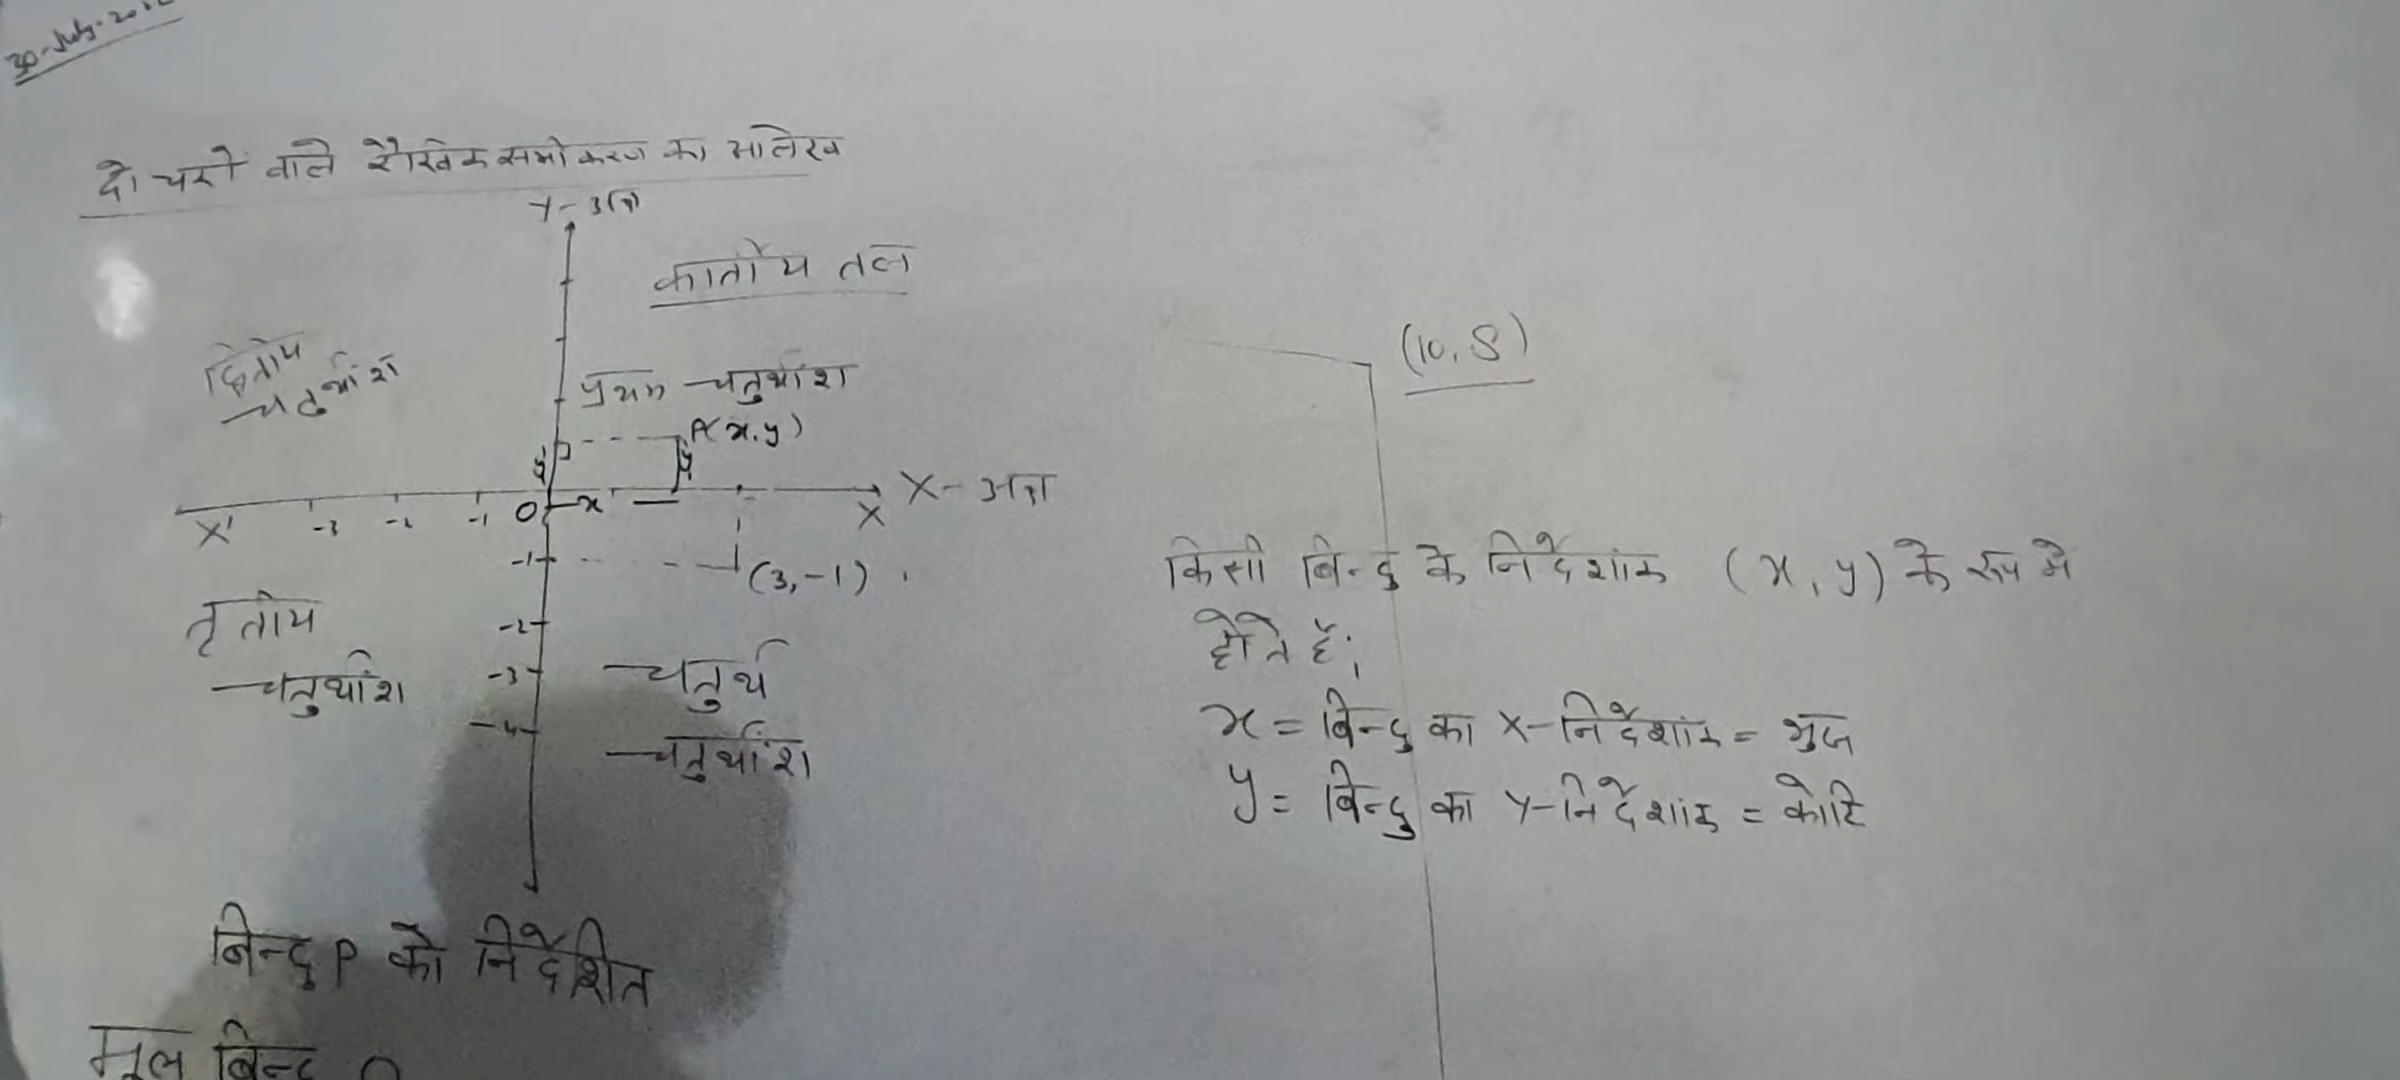 30-July-20
दो चरों वाले रैखिक समीकरण का आलेख
Y-अक्ष
कार्तीय तल
द्वितीय
चतुर्थांश
प्रथम चतुर्थांश
P(x,y)
y
y
X'
-3
-2
-1
O
x
X
X-अक्ष
-1
(3,-1)
तृतीय
चतुर्थांश
-2
-3
-4
चतुर्थ
चतुर्थांश
बिन्दु P को निर्देशित
मूल बिन्दु
(10, 8)
किसी बिन्दु के निर्देशांक (x, y) के रूप मे
होते हैं;
x = बिन्दु का X-निर्देशांक = भुज
y = बिन्दु का Y-निर्देशांक = कोटि